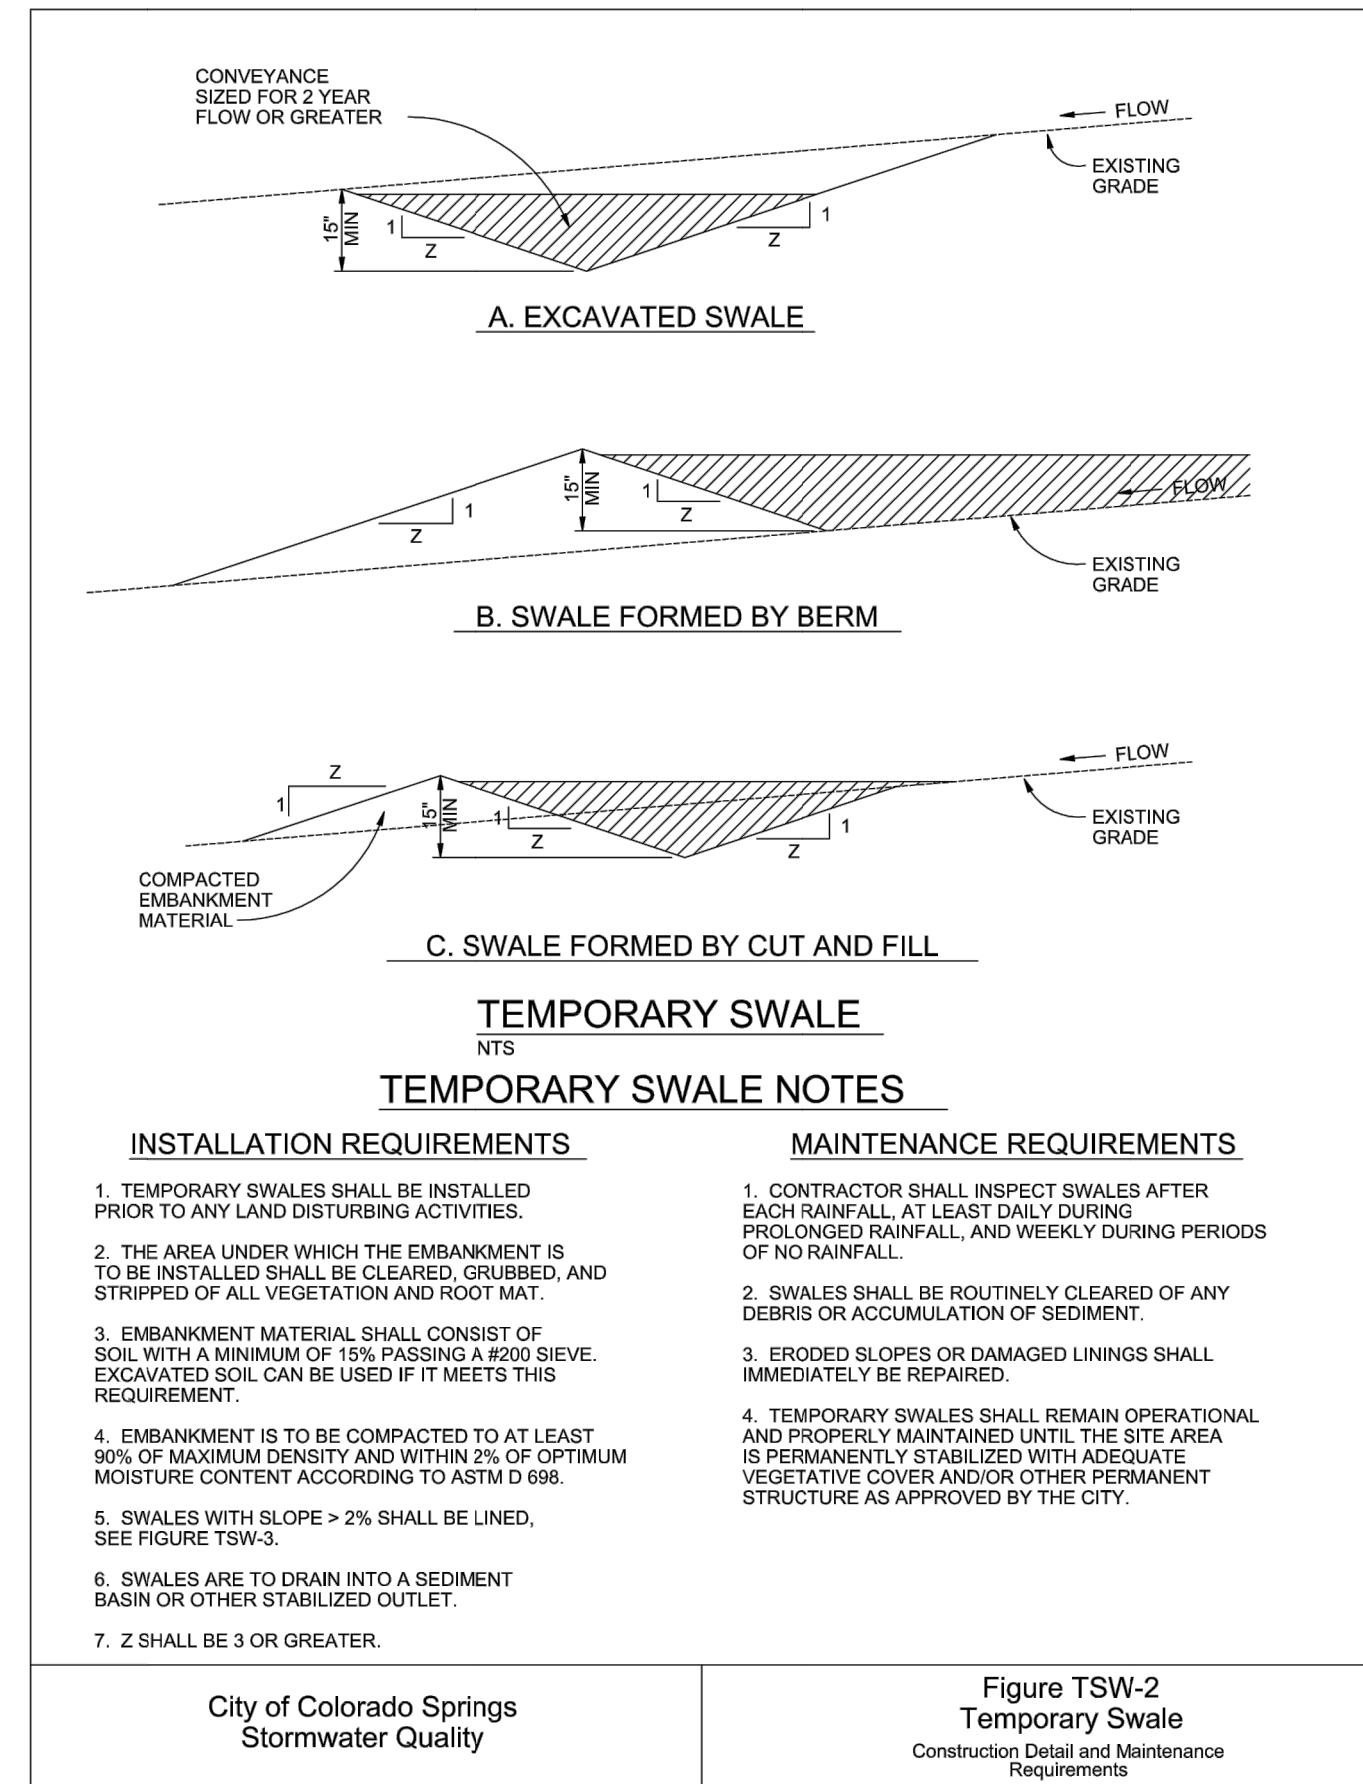 CONVEYANCE
SIZED FOR 2 YEAR
FLOW OR GREATER
FLOW
EXISTING
GRADE
15"
MIN
1
Z
1
Z
A. EXCAVATED SWALE
15"
MIN
1
Z
1
Z
FLOW
EXISTING
GRADE
B. SWALE FORMED BY BERM
FLOW
Z
1
15"
MIN
1
Z
1
Z
EXISTING
GRADE
COMPACTED
EMBANKMENT
MATERIAL
C. SWALE FORMED BY CUT AND FILL
TEMPORARY SWALE
NTS
TEMPORARY SWALE NOTES
INSTALLATION REQUIREMENTS
1. TEMPORARY SWALES SHALL BE INSTALLED
PRIOR TO ANY LAND DISTURBING ACTIVITIES.
2. THE AREA UNDER WHICH THE EMBANKMENT IS
TO BE INSTALLED SHALL BE CLEARED, GRUBBED, AND
STRIPPED OF ALL VEGETATION AND ROOT MAT.
3. EMBANKMENT MATERIAL SHALL CONSIST OF
SOIL WITH A MINIMUM OF 15% PASSING A #200 SIEVE.
EXCAVATED SOIL CAN BE USED IF IT MEETS THIS
REQUIREMENT.
4. EMBANKMENT IS TO BE COMPACTED TO AT LEAST
90% OF MAXIMUM DENSITY AND WITHIN 2% OF OPTIMUM
MOISTURE CONTENT ACCORDING TO ASTM D 698.
5. SWALES WITH SLOPE > 2% SHALL BE LINED,
SEE FIGURE TSW-3.
6. SWALES ARE TO DRAIN INTO A SEDIMENT
BASIN OR OTHER STABILIZED OUTLET.
7. Z SHALL BE 3 OR GREATER.
MAINTENANCE REQUIREMENTS
1. CONTRACTOR SHALL INSPECT SWALES AFTER
EACH RAINFALL, AT LEAST DAILY DURING
PROLONGED RAINFALL, AND WEEKLY DURING PERIODS
OF NO RAINFALL.
2. SWALES SHALL BE ROUTINELY CLEARED OF ANY
DEBRIS OR ACCUMULATION OF SEDIMENT.
3. ERODED SLOPES OR DAMAGED LININGS SHALL
IMMEDIATELY BE REPAIRED.
4. TEMPORARY SWALES SHALL REMAIN OPERATIONAL
AND PROPERLY MAINTAINED UNTIL THE SITE AREA
IS PERMANENTLY STABILIZED WITH ADEQUATE
VEGETATIVE COVER AND/OR OTHER PERMANENT
STRUCTURE AS APPROVED BY THE CITY.
City of Colorado Springs
Stormwater Quality
Figure TSW-2
Temporary Swale
Construction Detail and Maintenance
Requirements